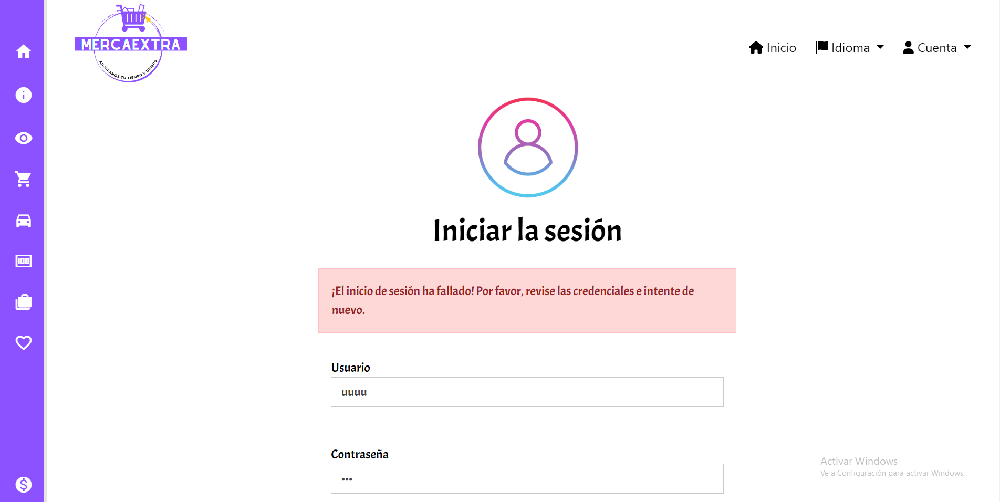 MERCAEXTRA
AHORRAMOS TU TIEMPO Y DINERO
Inicio
Idioma
Cuenta
100
Iniciar la sesión
¡El inicio de sesión ha fallado! Por favor, revise las credenciales e intente de
nuevo.
Usuario
uuuu
Contraseña
•••
Activar Windows
Ve a Configuración para activar Windows.